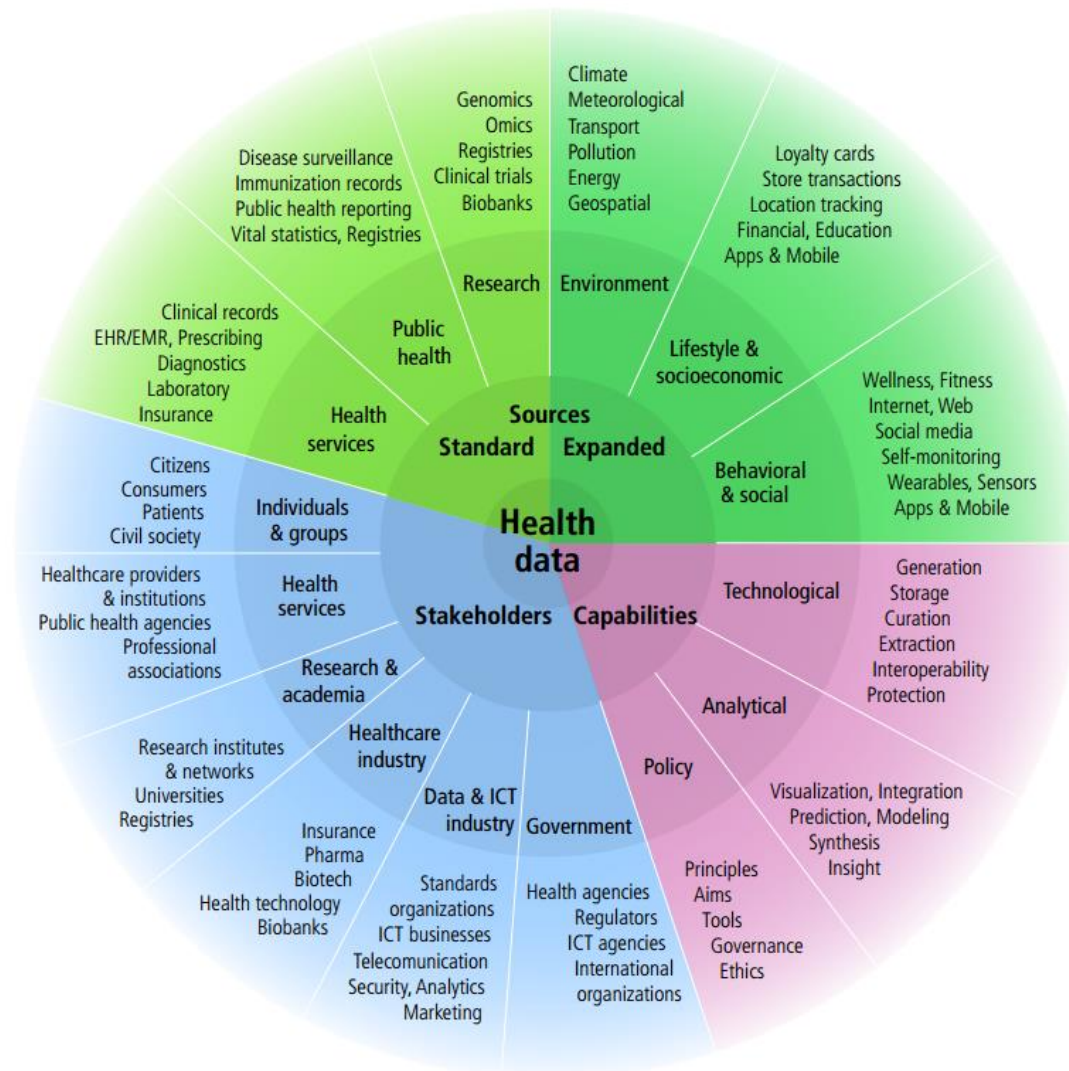 Health
data
Sources
Standard
Expanded
Stakeholders
Capabilities
Research
Genomics
Omics
Registries
Clinical trials
Biobanks
Public
health
Disease surveillance
Immunization records
Public health reporting
Vital statistics, Registries
Health
services
Clinical records
EHR/EMR, Prescribing
Diagnostics
Laboratory
Insurance
Environment
Climate
Meteorological
Transport
Pollution
Energy
Geospatial
Lifestyle &
socioeconomic
Loyalty cards
Store transactions
Location tracking
Financial, Education
Apps & Mobile
Behavioral
& social
Wellness, Fitness
Internet, Web
Social media
Self-monitoring
Wearables, Sensors
Apps & Mobile
Technological
Generation
Storage
Curation
Extraction
Interoperability
Protection
Analytical
Visualization, Integration
Prediction, Modeling
Synthesis
Insight
Policy
Principles
Aims
Tools
Governance
Ethics
Government
Health agencies
Regulators
ICT agencies
International
organizations
Data & ICT
industry
Standards
organizations
ICT businesses
Telecomunication
Security, Analytics
Marketing
Healthcare
industry
Insurance
Pharma
Biotech
Health technology
Biobanks
Research &
academia
Research institutes
& networks
Universities
Registries
Health
services
Healthcare providers
& institutions
Public health agencies
Professional
associations
Individuals
& groups
Citizens
Consumers
Patients
Civil society